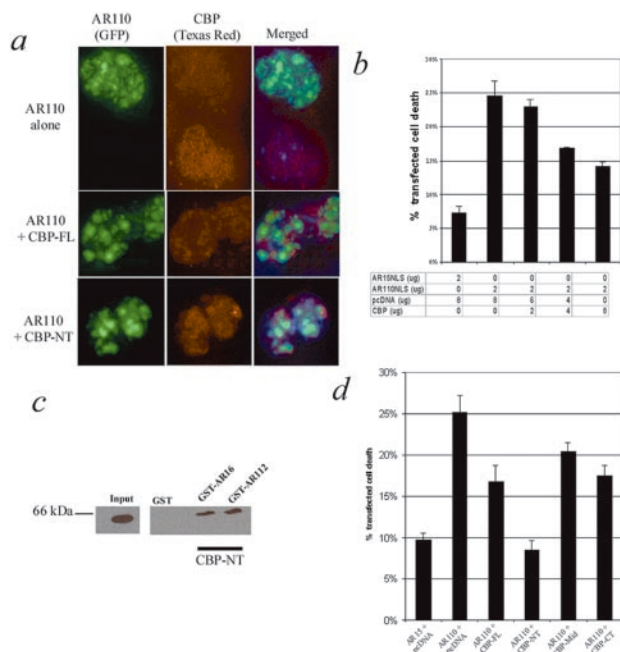 a
AR110
(GFP)
CBP
(Texas Red)
Merged
AR110
alone
AR110
+ CBP-FL
AR110
+ CBP-NT
b
% transfected cell death
AR15NLS (ug) 2 0 0 0 0
AR110NLS (ug) 0 2 2 2 2
pcDNA (ug) 8 8 6 4 0
CBP (ug) 0 0 2 4 8
c
66 kDa
Input
GST
GST-AR16
GST-AR112
CBP-NT
d
% transfected cell death
30%
25%
20%
15%
10%
5%
0%
AR15 + pcDNA
AR110 + pcDNA
AR110 + CBP-FL
AR110 + CBP-NT
AR110 + CBP-Mid
AR110 + CBP-CT